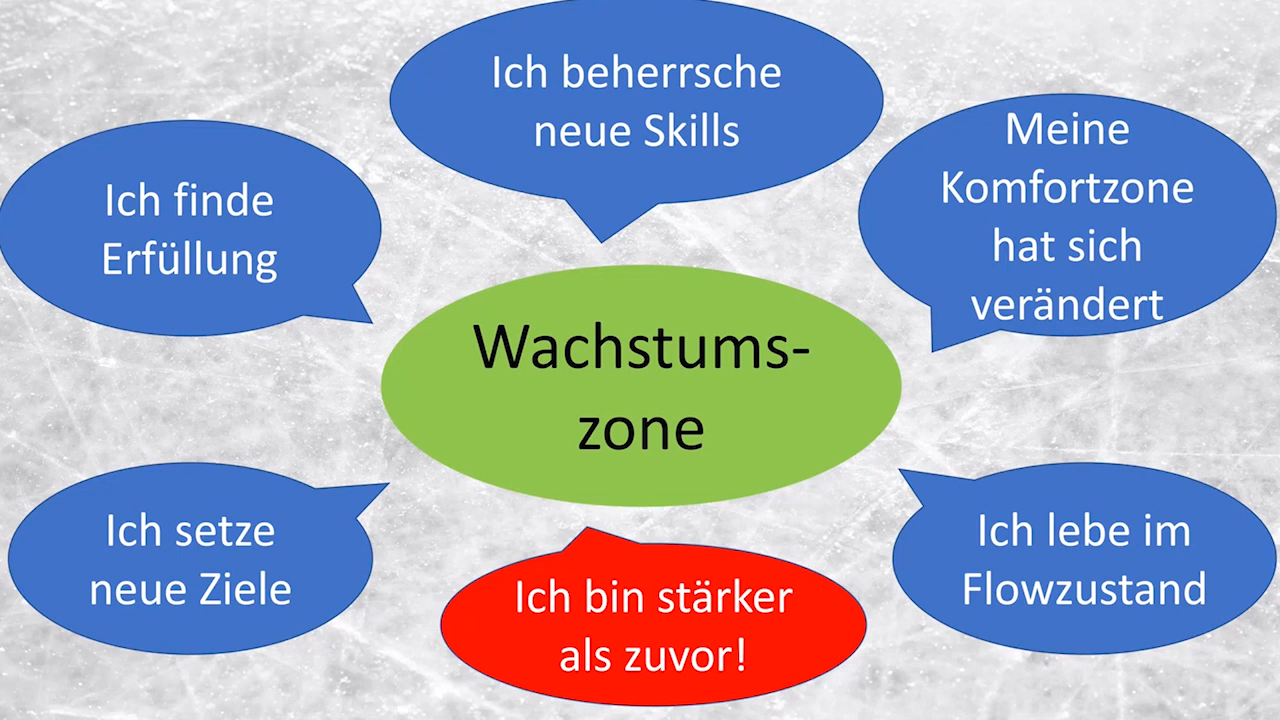 Ich beherrsche
neue Skills
Meine
Komfortzone
hat sich
verändert
Ich finde
Erfüllung
Wachstums-
zone
Ich setze
neue Ziele
Ich bin stärker
als zuvor!
Ich lebe im
Flowzustand